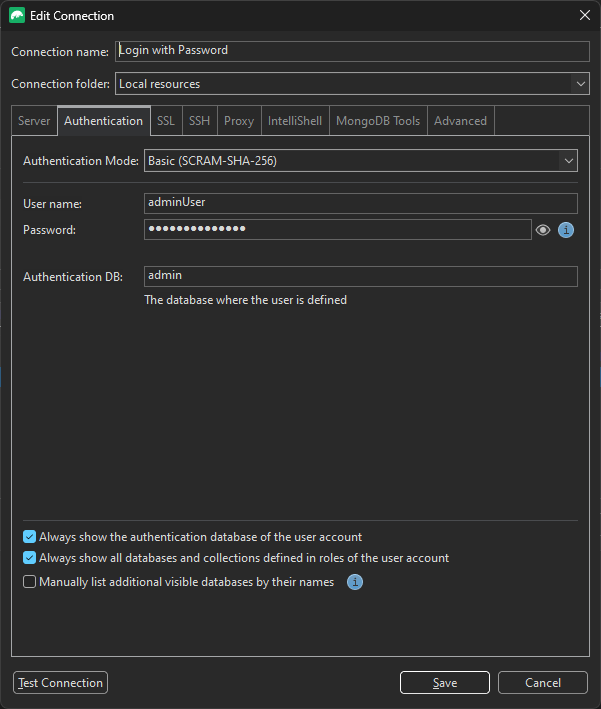 Edit Connection
Connection name: Login with Password
Connection folder: Local resources
Server Authentication SSL SSH Proxy IntelliShell MongoDB Tools Advanced
Authentication Mode: Basic (SCRAM-SHA-256)
User name: adminUser
Password: ••••••••••••••
Authentication DB: admin
The database where the user is defined
Always show the authentication database of the user account
Always show all databases and collections defined in roles of the user account
Manually list additional visible databases by their names i
Test Connection Save Cancel